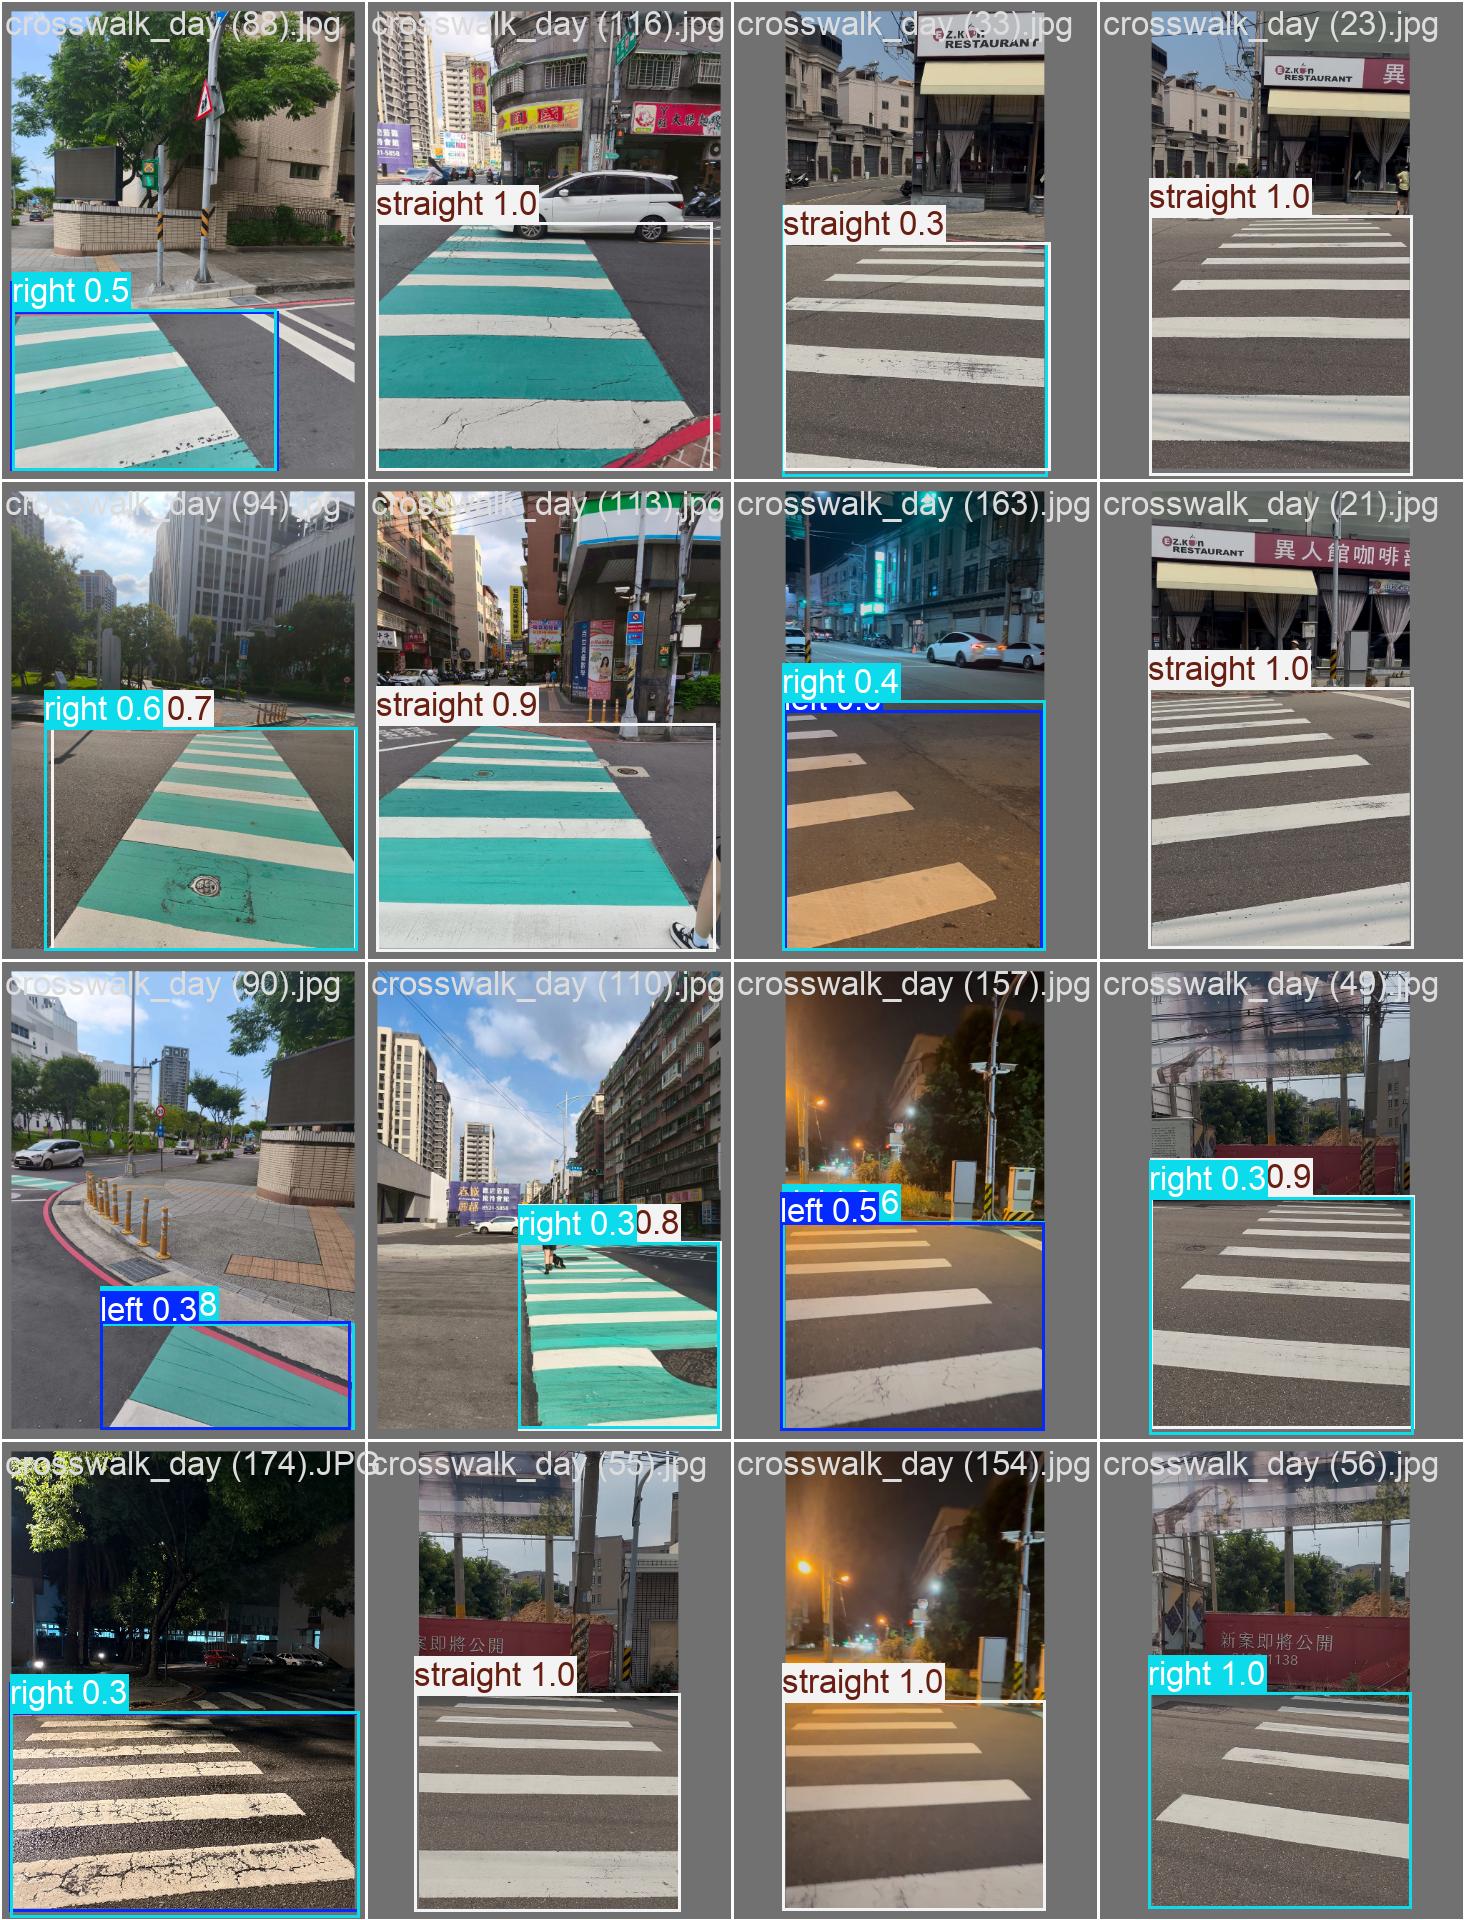 crosswalk_day (88).jpg
right 0.5
crosswalk_day (116).jpg
straight 1.0
crosswalk_day (33).jpg
RESTAURANT
straight 0.3
crosswalk_day (23).jpg
EZ.KON
RESTAURANT
異
straight 1.0
crosswalk_day (94).jpg
right 0.6
0.7
crosswalk_day (113).jpg
straight 0.9
crosswalk_day (163).jpg
right 0.4
crosswalk_day (21).jpg
EZ.KON
RESTAURANT
異人館咖啡
straight 1.0
crosswalk_day (90).jpg
left 0.3
8
crosswalk_day (110).jpg
right 0.3
0.8
crosswalk_day (157).jpg
left 0.5
6
crosswalk_day (49).jpg
right 0.3
0.9
crosswalk_day (174).JPG
right 0.3
crosswalk_day (55).jpg
案即將公開
straight 1.0
crosswalk_day (154).jpg
straight 1.0
crosswalk_day (56).jpg
新案即將公開
1138
right 1.0